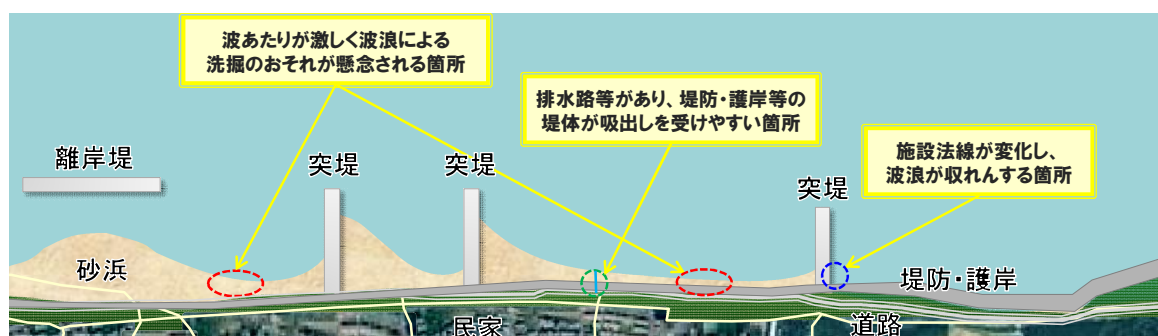 波あたりが激しく波浪による
洗掘のおそれが懸念される箇所
排水路等があり、堤防・護岸等の
堤体が吸出しを受けやすい箇所
施設法線が変化し、
波浪が収れんする箇所
離岸堤
突堤
突堤
突堤
砂浜
堤防・護岸
民家
道路